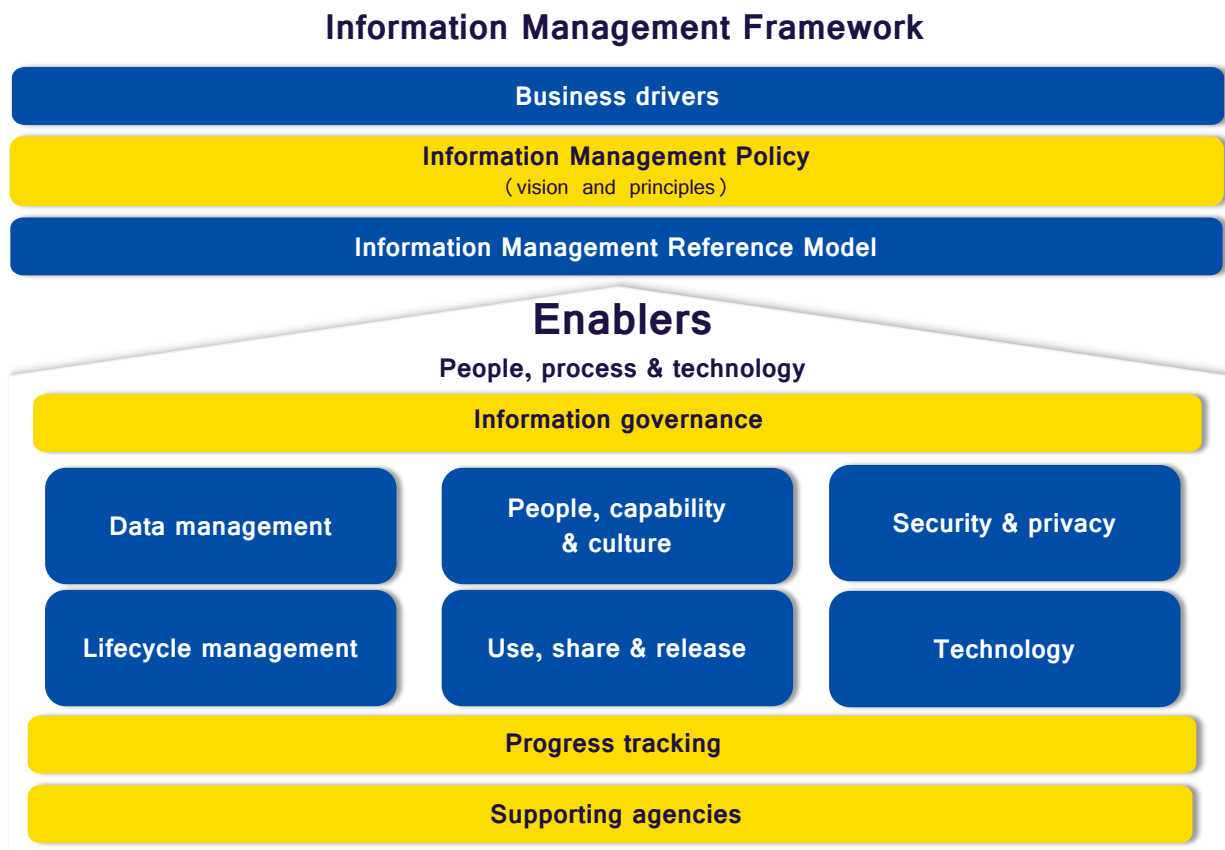 Information Management Framework
Business drivers
Information Management Policy
(vision and principles)
Information Management Reference Model
Enablers
People, process & technology
Information governance
Data management
People, capability
& culture
Security & privacy
Lifecycle management
Use, share & release
Technology
Progress tracking
Supporting agencies